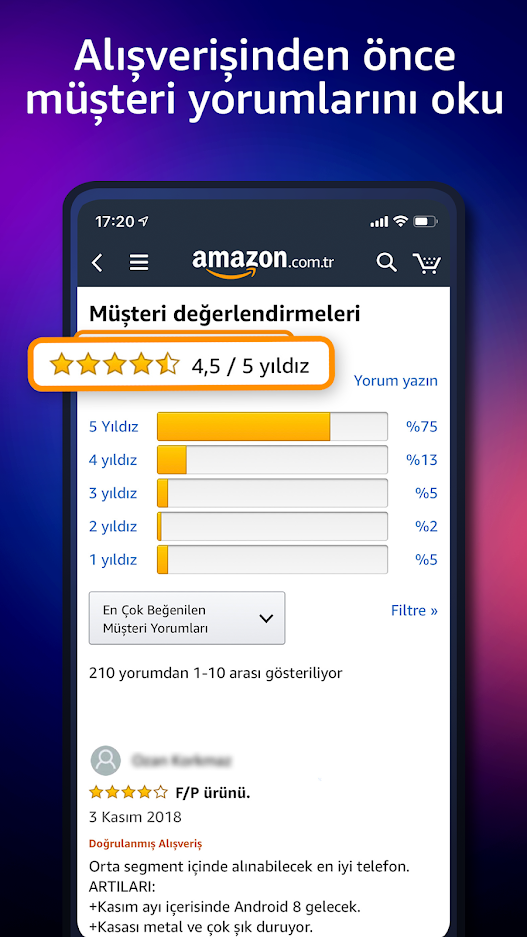 Alışverişinden önce
müşteri yorumlarını oku
17:20
amazon.com.tr
Müşteri değerlendirmeleri
4,5 / 5 yıldız
Yorum yazın
5 Yıldız %75
4 yıldız %13
3 yıldız %5
2 yıldız %2
1 yıldız %5
En Çok Beğenilen
Müşteri Yorumları
Filtre »
210 yorumdan 1-10 arası gösteriliyor
F/P ürünü.
3 Kasım 2018
Doğrulanmış Alışveriş
Orta segment içinde alınabilecek en iyi telefon.
ARTILARI:
+Kasım ayı içerisinde Android 8 gelecek.
+Kasası metal ve çok şık duruyor.